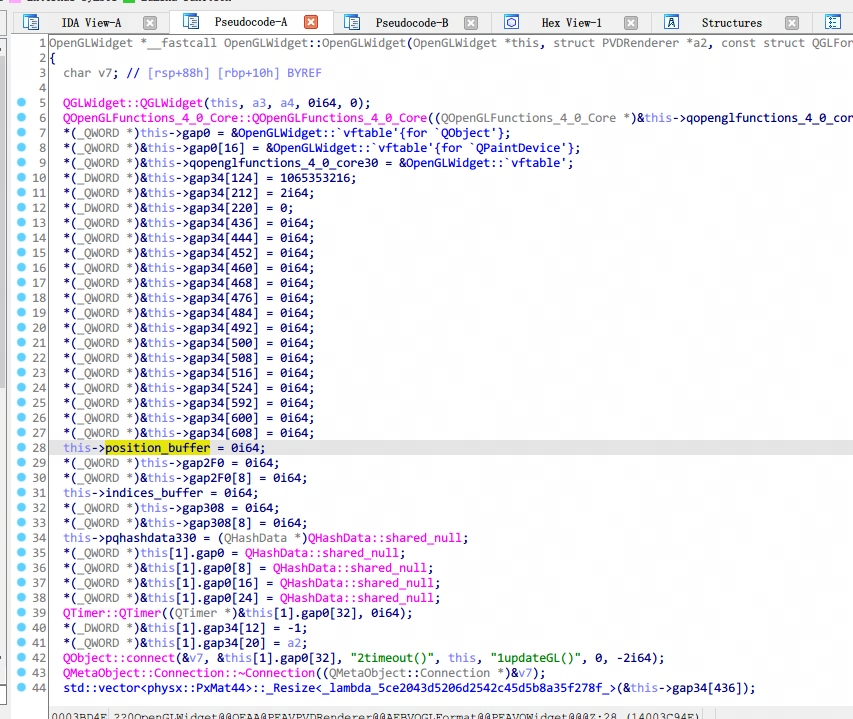 IDA View-A Pseudocode-A Pseudocode-B Hex View-1 Structures
1 OpenGLWidget *__fastcall OpenGLWidget::OpenGLWidget(OpenGLWidget *this, struct PVDRenderer *a2, const struct QGLFor
2 {
3 char v7; // [rsp+88h] [rbp+10h] BYREF
4
5 QGLWidget::QGLWidget(this, a3, a4, 0i64, 0);
6 QOpenGLFunctions_4_0_Core::QOpenGLFunctions_4_0_Core((QOpenGLFunctions_4_0_Core *)&this->qopenglfunctions_4_0_cor
7 *(_QWORD *)this->gap0 = &OpenGLWidget::`vftable'{for `QObject'};
8 *(_QWORD *)&this->gap0[16] = &OpenGLWidget::`vftable'{for `QPaintDevice'};
9 *(_QWORD *)&this->qopenglfunctions_4_0_core30 = &OpenGLWidget::`vftable';
10 *(_DWORD *)&this->gap34[124] = 1065353216;
11 *(_QWORD *)&this->gap34[212] = 2i64;
12 *(_DWORD *)&this->gap34[220] = 0;
13 *(_QWORD *)&this->gap34[436] = 0i64;
14 *(_QWORD *)&this->gap34[444] = 0i64;
15 *(_QWORD *)&this->gap34[452] = 0i64;
16 *(_QWORD *)&this->gap34[460] = 0i64;
17 *(_QWORD *)&this->gap34[468] = 0i64;
18 *(_QWORD *)&this->gap34[476] = 0i64;
19 *(_QWORD *)&this->gap34[484] = 0i64;
20 *(_QWORD *)&this->gap34[492] = 0i64;
21 *(_QWORD *)&this->gap34[500] = 0i64;
22 *(_QWORD *)&this->gap34[508] = 0i64;
23 *(_QWORD *)&this->gap34[516] = 0i64;
24 *(_QWORD *)&this->gap34[524] = 0i64;
25 *(_QWORD *)&this->gap34[592] = 0i64;
26 *(_QWORD *)&this->gap34[600] = 0i64;
27 *(_QWORD *)&this->gap34[608] = 0i64;
28 this->position_buffer = 0i64;
29 *(_QWORD *)this->gap2F0 = 0i64;
30 *(_QWORD *)&this->gap2F0[8] = 0i64;
31 this->indices_buffer = 0i64;
32 *(_QWORD *)this->gap308 = 0i64;
33 *(_QWORD *)&this->gap308[8] = 0i64;
34 this->pqhashdata330 = (QHashData *)QHashData::shared_null;
35 *(_QWORD *)this[1].gap0 = QHashData::shared_null;
36 *(_QWORD *)&this[1].gap0[8] = QHashData::shared_null;
37 *(_QWORD *)&this[1].gap0[16] = QHashData::shared_null;
38 *(_QWORD *)&this[1].gap0[24] = QHashData::shared_null;
39 QTimer::QTimer((QTimer *)&this[1].gap0[32], 0i64);
40 *(_DWORD *)&this[1].gap34[12] = -1;
41 *(_QWORD *)&this[1].gap34[20] = a2;
42 QObject::connect(&v7, &this[1].gap0[32], "2timeout()", this, "1updateGL()", 0, -2i64);
43 QMetaObject::Connection::~Connection((QMetaObject::Connection *)&v7);
44 std::vector<physx::PxMat44>::_Resize<_lambda_5ce2043d5206d2542c45d5b8a35f278f_>(&this->gap34[436]);